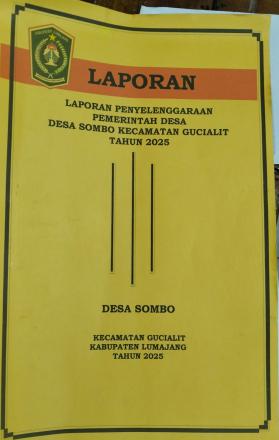 LAPORAN
LAPORAN PENYELENGGARAAN
PEMERINTAH DESA
DESA SOMBO KECAMATAN GUCIALIT
TAHUN 2025
DESA SOMBO
KECAMATAN GUCIALIT
KABUPATEN LUMAJANG
TAHUN 2025